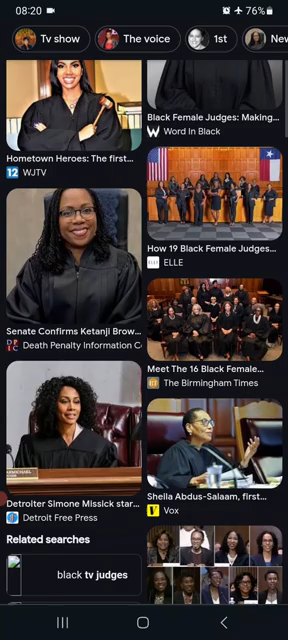 08:20
76%
Tv show
The voice
1st
New
Hometown Heroes: The first...
12 WJTV
Black Female Judges: Making...
W Word In Black
How 19 Black Female Judges...
ELLE ELLE
Senate Confirms Ketanji Brow...
DPIC Death Penalty Information C
Meet The 16 Black Female...
The Birmingham Times
Detroiter Simone Missick star...
Detroit Free Press
Sheila Abdus-Salaam, first...
V Vox
Related searches
black tv judges